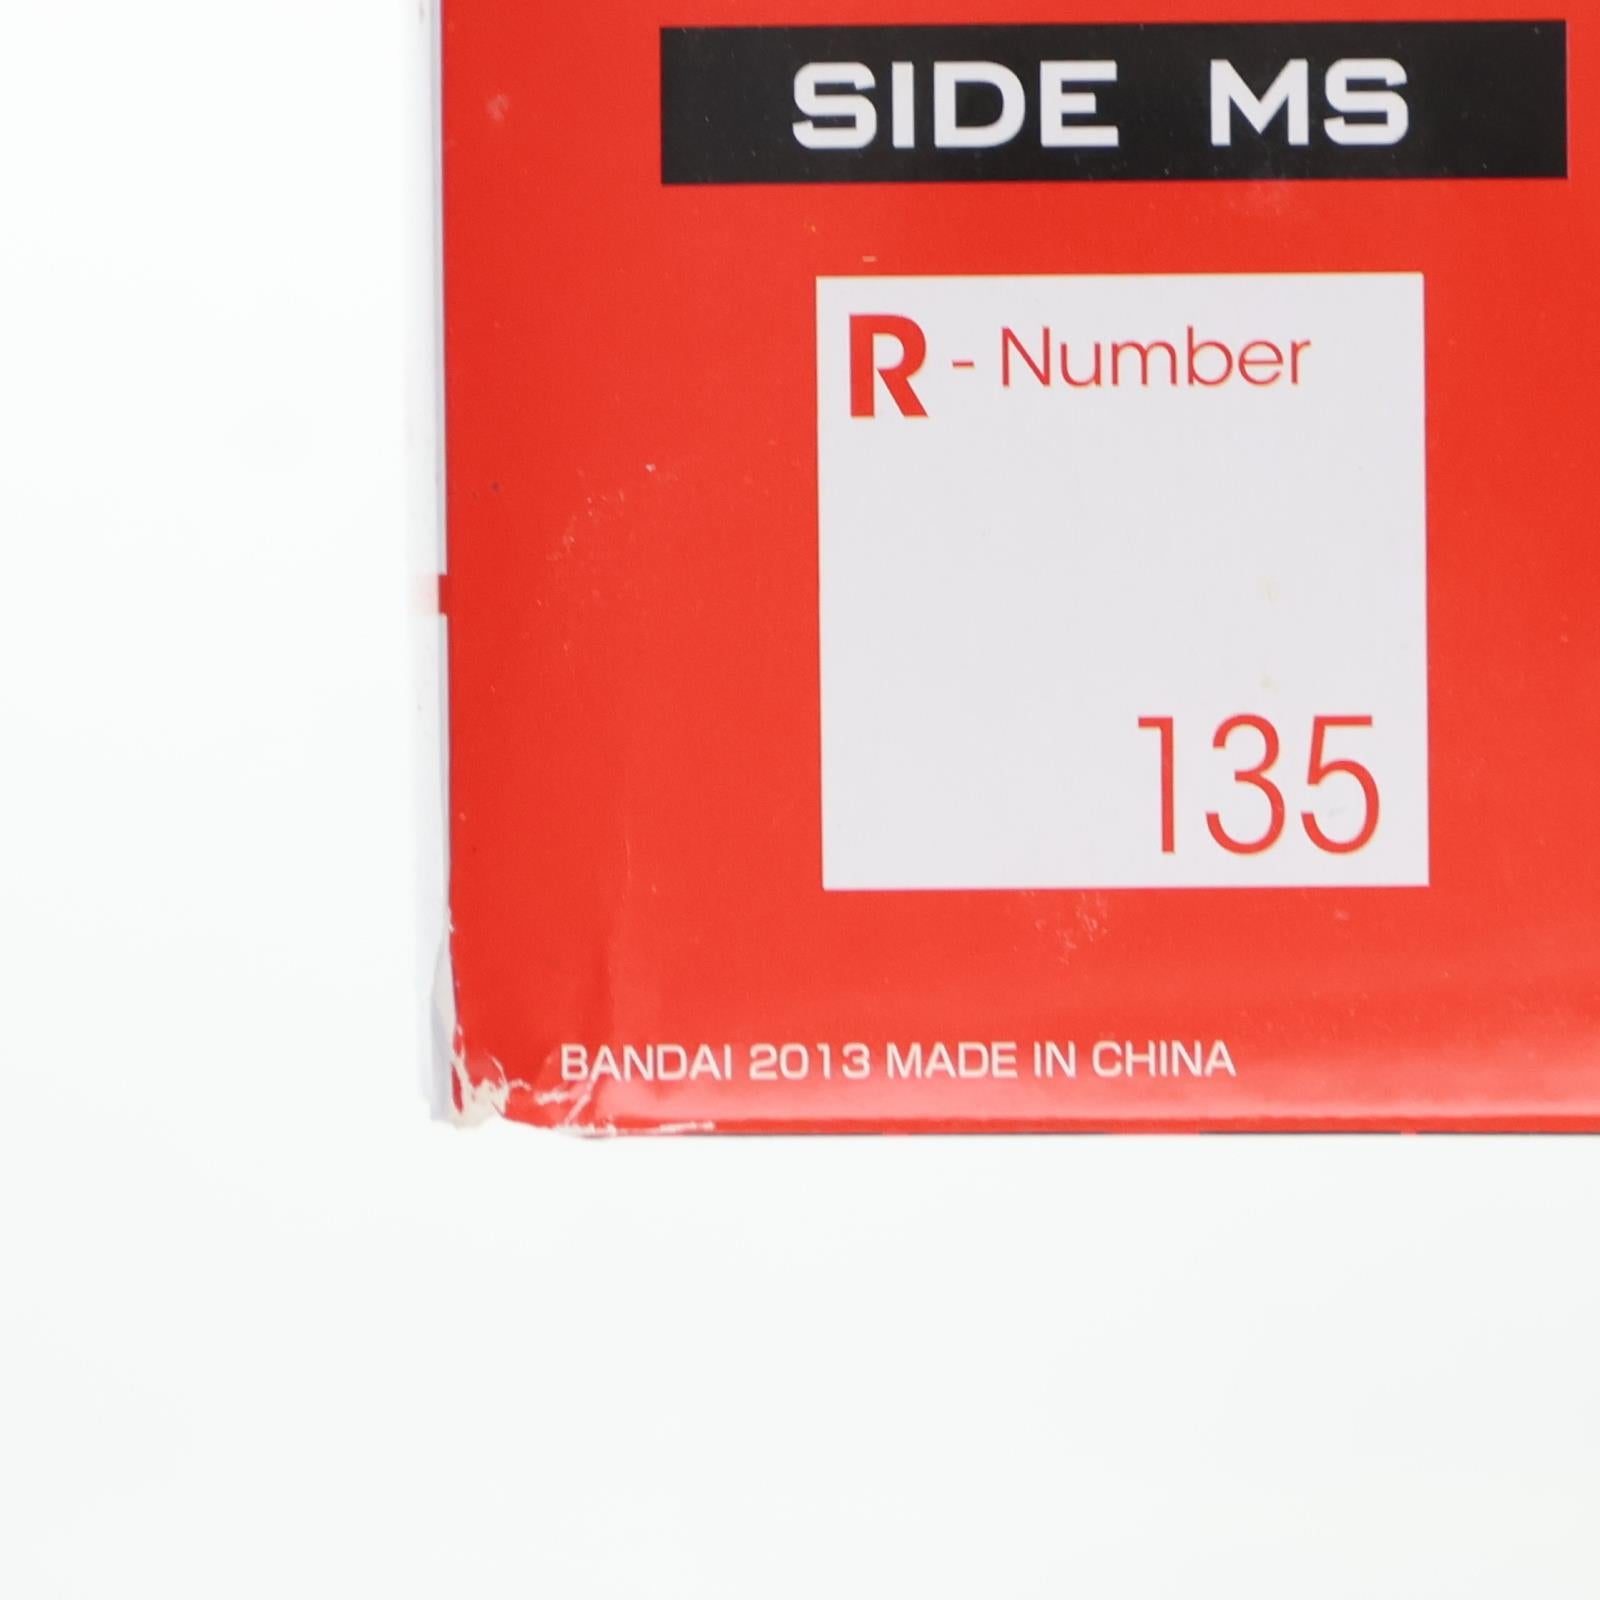 SIDE MS
R - Number
135
BANDAI 2013 MADE IN CHINA